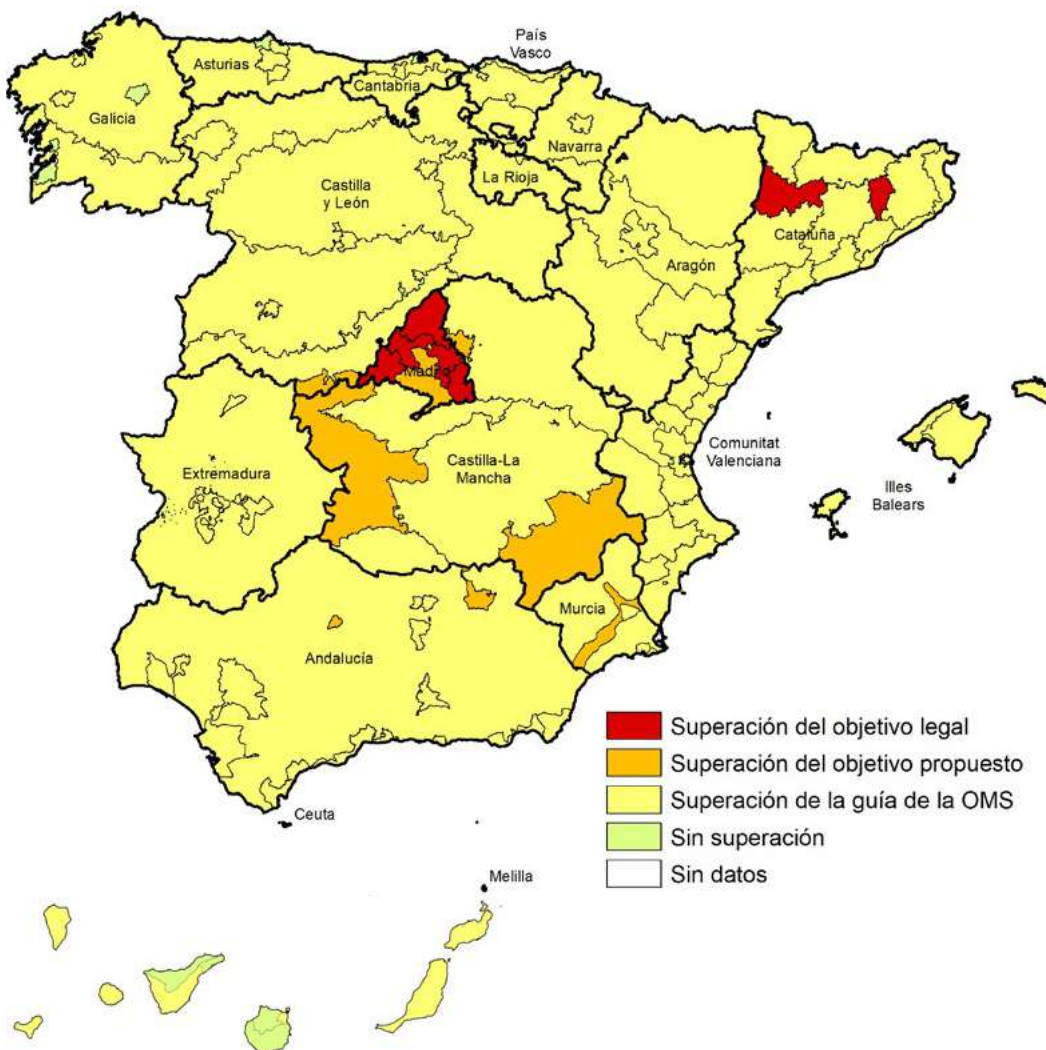 País
Vasco
Asturias
Cantabria
Galicia
Navarra
La Rioja
Castilla
y León
Cataluña
Aragón
Madrid
Comunitat
Valenciana
Extremadura
Castilla-La
Mancha
Illes
Balears
Murcia
Andalucía
Superación del objetivo legal
Superación del objetivo propuesto
Superación de la guía de la OMS
Sin superación
Sin datos
Ceuta
Melilla